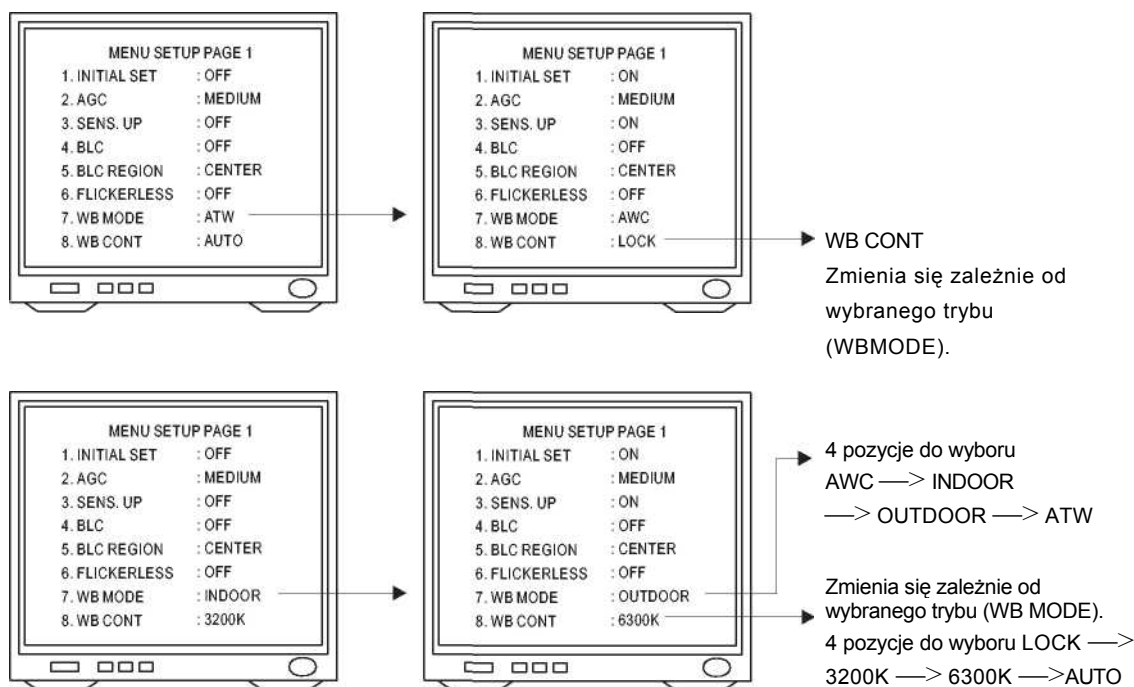 MENU SETUP PAGE 1
1. INITIAL SET : OFF
2. AGC : MEDIUM
3. SENS. UP : OFF
4. BLC : OFF
5. BLC REGION : CENTER
6. FLICKERLESS : OFF
7. WB MODE : ATW
8. WB CONT : AUTO
MENU SETUP PAGE 1
1. INITIAL SET : ON
2. AGC : MEDIUM
3. SENS. UP : ON
4. BLC : OFF
5. BLC REGION : CENTER
6. FLICKERLESS : OFF
7. WB MODE : AWC
8. WB CONT : LOCK
WB CONT
Zmienia się zależnie od
wybranego trybu
(WBMODE).
MENU SETUP PAGE 1
1. INITIAL SET : OFF
2. AGC : MEDIUM
3. SENS. UP : OFF
4. BLC : OFF
5. BLC REGION : CENTER
6. FLICKERLESS : OFF
7. WB MODE : INDOOR
8. WB CONT : 3200K
MENU SETUP PAGE 1
1. INITIAL SET : ON
2. AGC : MEDIUM
3. SENS. UP : ON
4. BLC : OFF
5. BLC REGION : CENTER
6. FLICKERLESS : OFF
7. WB MODE : OUTDOOR
8. WB CONT : 6300K
4 pozycje do wyboru
AWC —> INDOOR
—> OUTDOOR —> ATW
Zmienia się zależnie od
wybranego trybu (WB MODE).
4 pozycje do wyboru LOCK —>
3200K —> 6300K —>AUTO